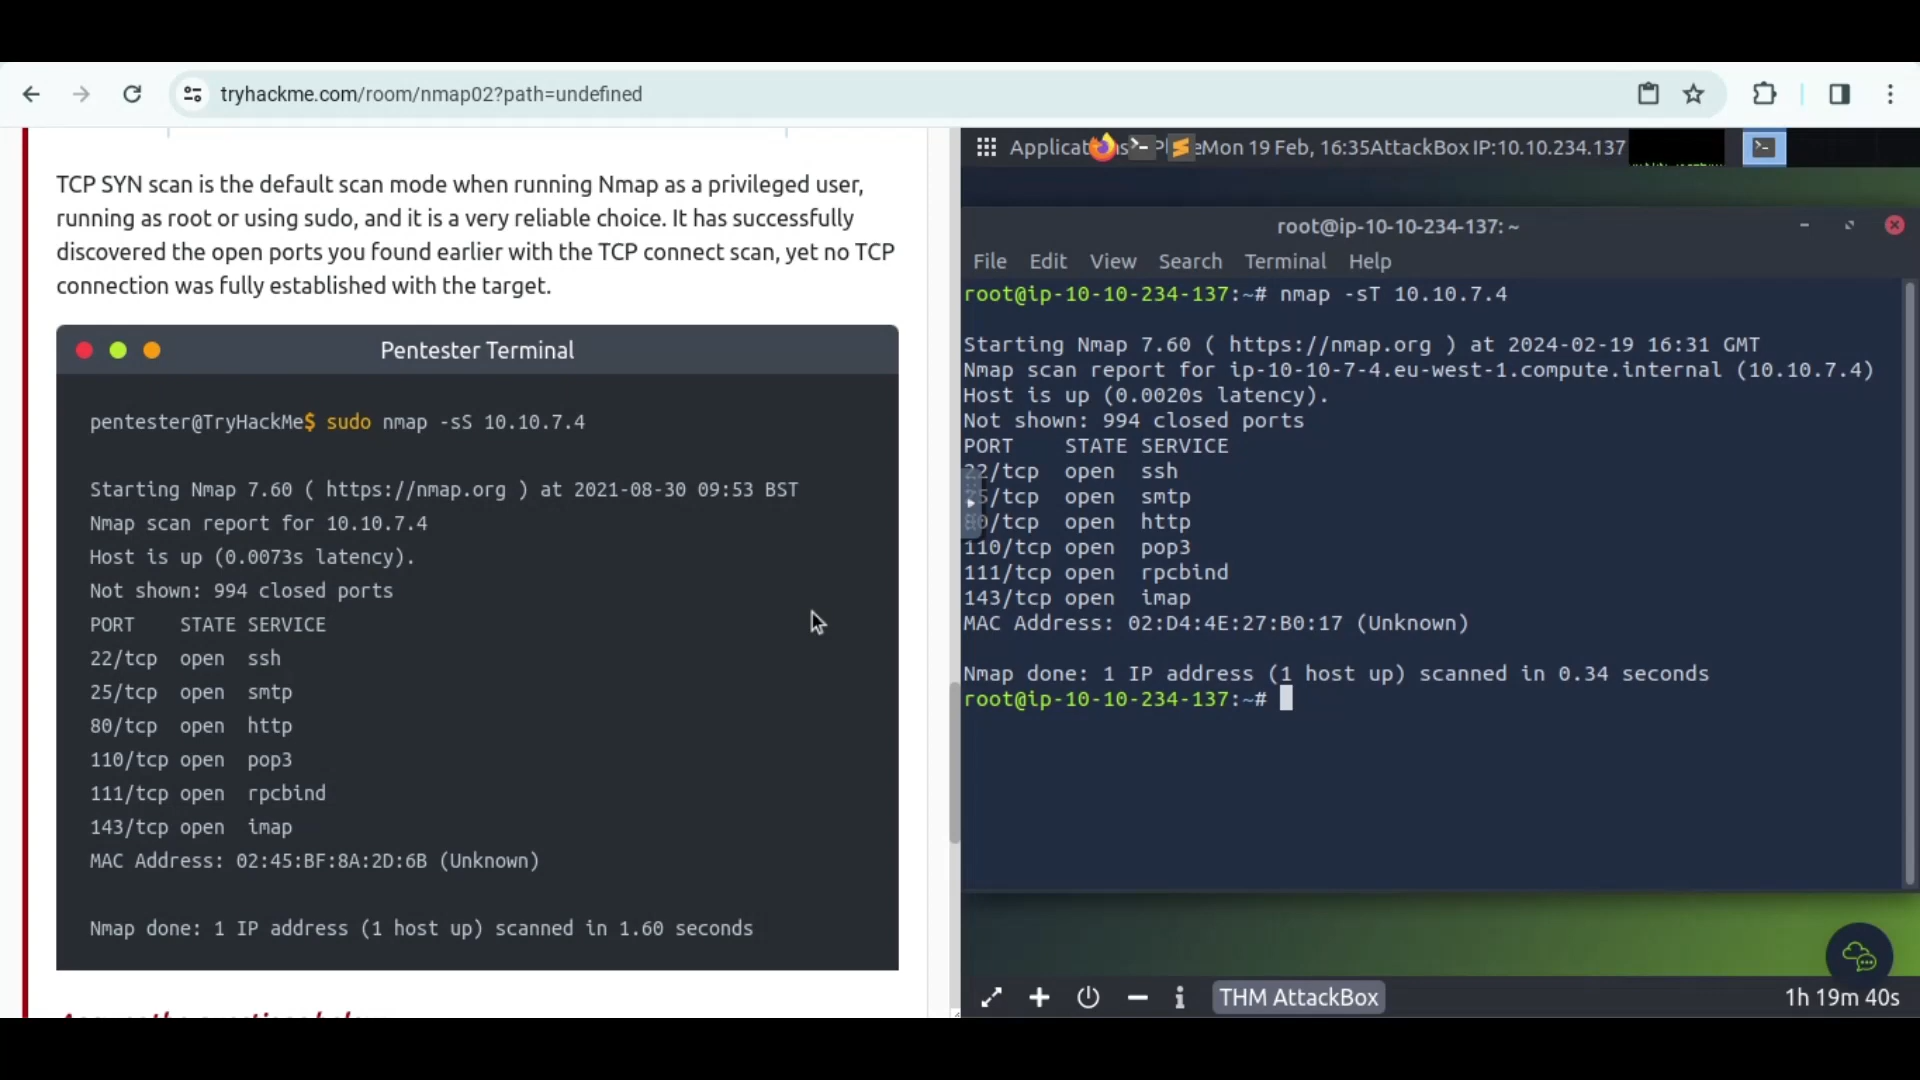 tryhackme.com/room/nmap02?path=undefined
TCP SYN scan is the default scan mode when running Nmap as a privileged user,
running as root or using sudo, and it is a very reliable choice. It has successfully
discovered the open ports you found earlier with the TCP connect scan, yet no TCP
connection was fully established with the target.
Pentester Terminal
pentester@TryHackMe$ sudo nmap -sS 10.10.7.4
Starting Nmap 7.60 ( https://nmap.org ) at 2021-08-30 09:53 BST
Nmap scan report for 10.10.7.4
Host is up (0.0073s latency).
Not shown: 994 closed ports
PORT    STATE SERVICE
22/tcp  open  ssh
25/tcp  open  smtp
80/tcp  open  http
110/tcp open  pop3
111/tcp open  rpcbind
143/tcp open  imap
MAC Address: 02:45:BF:8A:2D:6B (Unknown)
Nmap done: 1 IP address (1 host up) scanned in 1.60 seconds
Mon 19 Feb, 16:35 AttackBox IP:10.10.234.137
root@ip-10-10-234-137: ~
File Edit View Search Terminal Help
root@ip-10-10-234-137:~# nmap -sT 10.10.7.4
Starting Nmap 7.60 ( https://nmap.org ) at 2024-02-19 16:31 GMT
Nmap scan report for ip-10-10-7-4.eu-west-1.compute.internal (10.10.7.4)
Host is up (0.0020s latency).
Not shown: 994 closed ports
PORT    STATE SERVICE
22/tcp  open  ssh
/tcp  open  smtp
0/tcp  open  http
110/tcp open  pop3
111/tcp open  rpcbind
143/tcp open  imap
MAC Address: 02:D4:4E:27:B0:17 (Unknown)
Nmap done: 1 IP address (1 host up) scanned in 0.34 seconds
root@ip-10-10-234-137:~#
THM AttackBox
1h 19m 40s